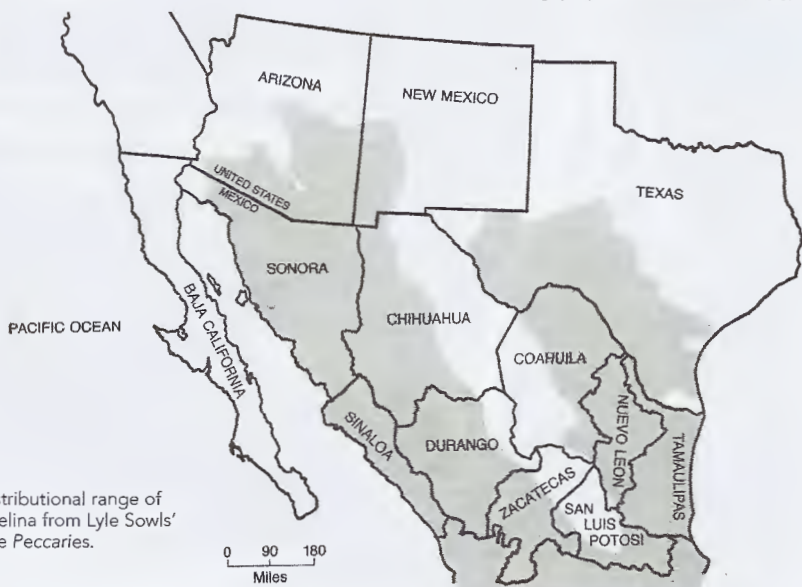 ARIZONA
NEW MEXICO
TEXAS
UNITED STATES
MEXICO
SONORA
CHIHUAHUA
COAHUILA
PACIFIC OCEAN
BAJA CALIFORNIA
SINALOA
DURANGO
NUEVO LEON
TAMAULIPAS
ZACATECAS
SAN
LUIS
POTOSI
stributional range of
elina from Lyle Sowls'
e Peccaries.
0 90 180
Miles